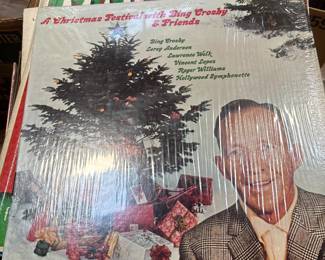 A Christmas Festival with Bing Crosby
& Friends
Bing Crosby
Leroy Anderson
Lawrence Welk,
Vincent Lopez
Roger Williams
Hollywood Symphonette